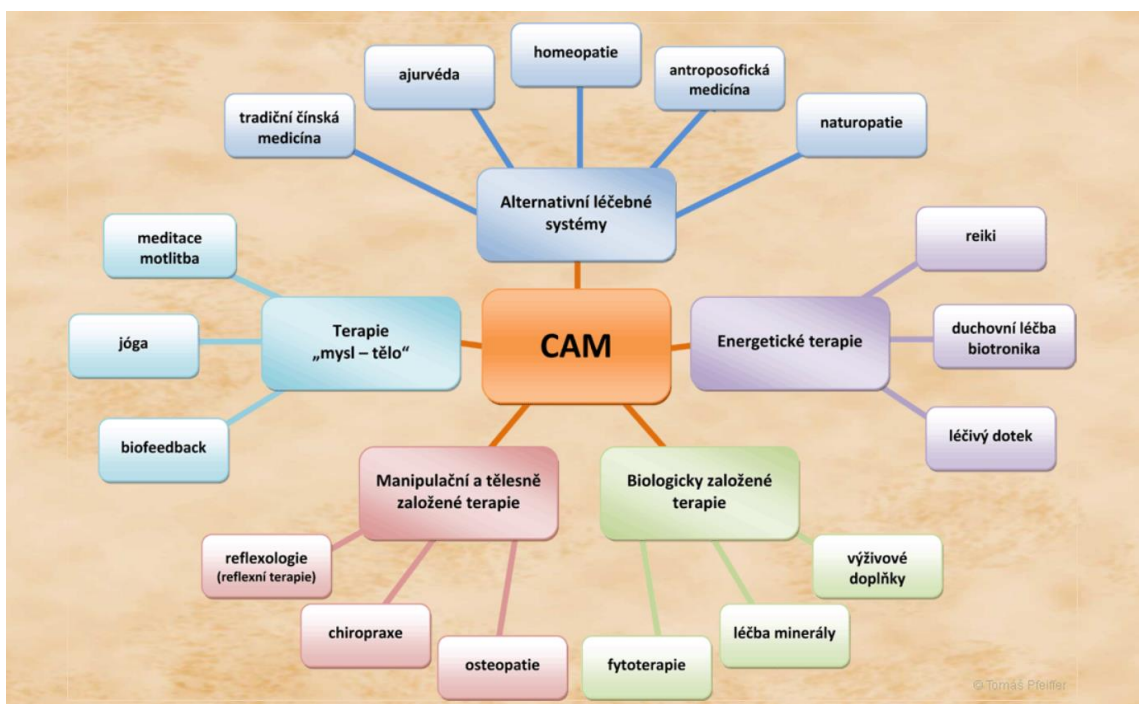 homeopatie
ajurvéda
antroposofická
medicína
tradiční čínská
medicína
naturopatie
Alternativní léčebné
systémy
meditace
motlitba
reiki
Terapie
„mysl – tělo“
CAM
Energetické terapie
jóga
duchovní léčba
biotronika
biofeedback
léčivý dotek
Manipulační a tělesně
založené terapie
Biologicky založené
terapie
reflexologie
(reflexní terapie)
výživové
doplňky
chiropraxe
léčba minerály
osteopatie
fytoterapie
© Tomáš Pfeiffer